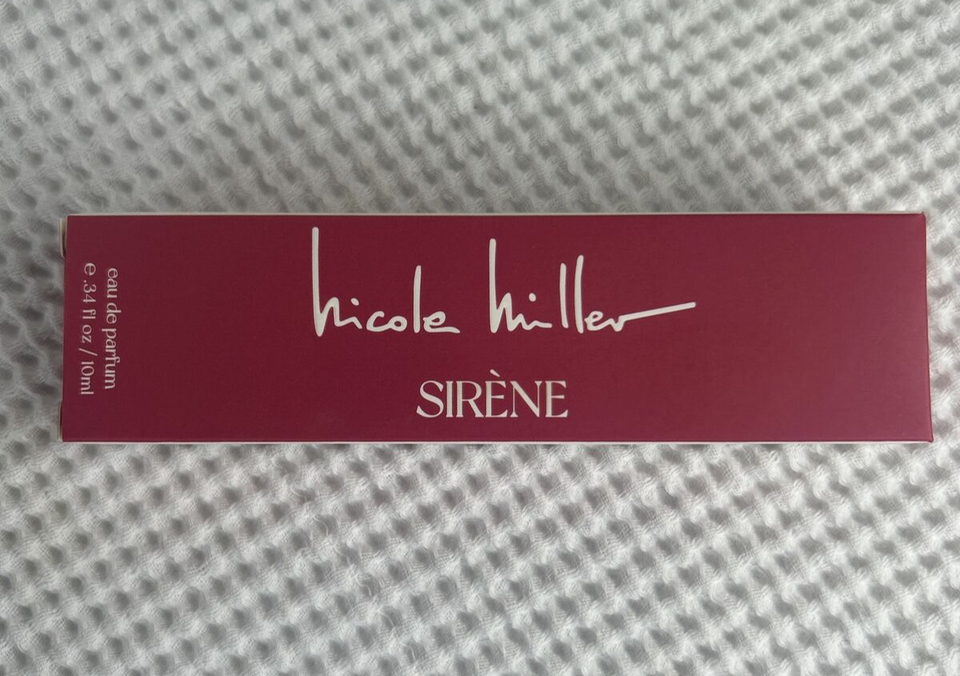 nicole miller
SIRÈNE
eau de parfum
e .34 fl oz / 10ml